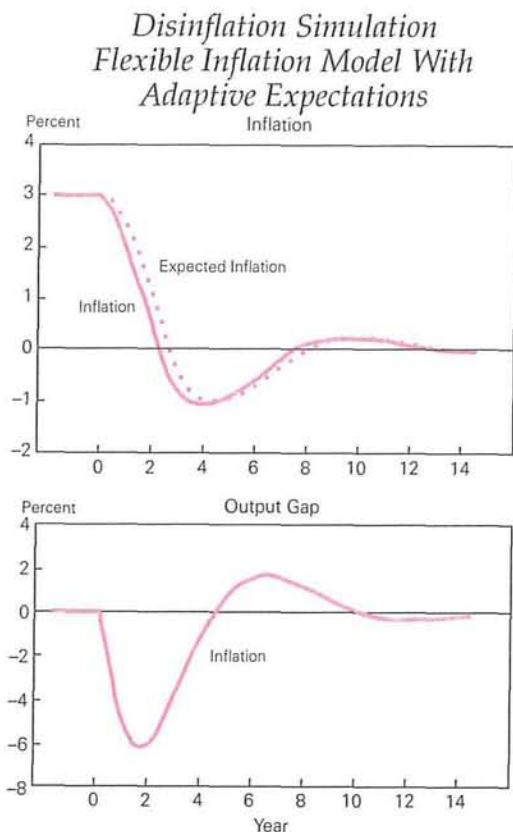 Disinflation Simulation
Flexible Inflation Model With
Adaptive Expectations
Percent
Inflation
4
3
Expected Inflation
2
1
Inflation
0
-1
-2
0 2 4 6 8 10 12 14
Percent
Output Gap
4
2
0
-2
Inflation
-4
-6
-8
0 2 4 6 8 10 12 14
Year